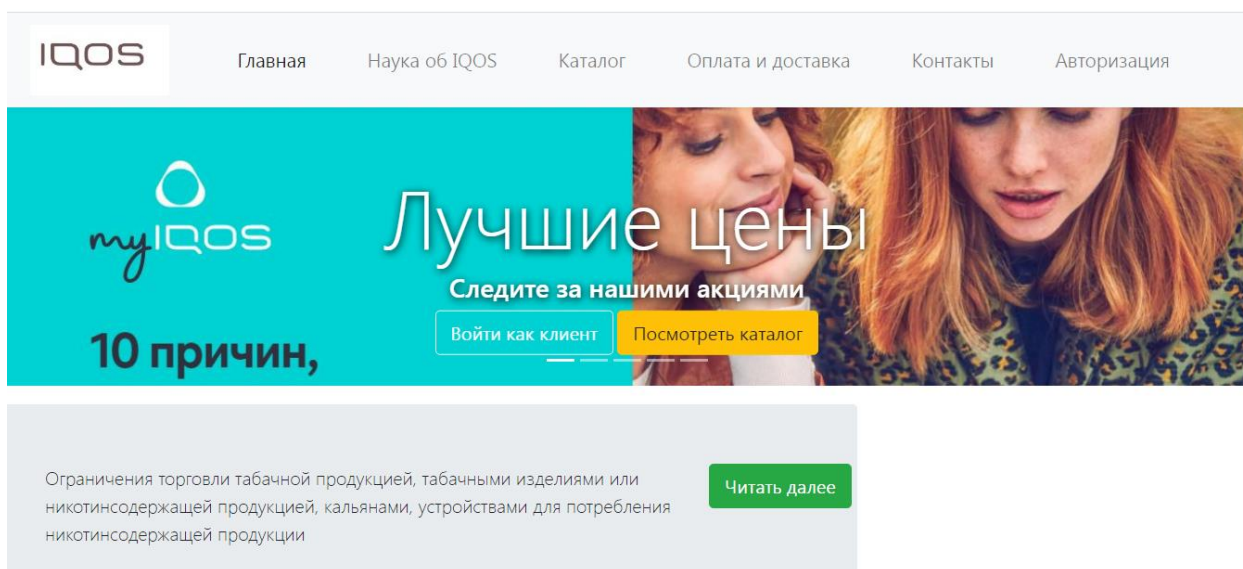 IQOS
Главная Наука об IQOS Каталог Оплата и доставка Контакты Авторизация
myIQOS
Лучшие цены
Следите за нашими акциями
Войти как клиент Посмотреть каталог
10 причин,
Ограничения торговли табачной продукцией, табачными изделиями или
никотинсодержащей продукцией, кальянами, устройствами для потребления
никотинсодержащей продукции
Читать далее